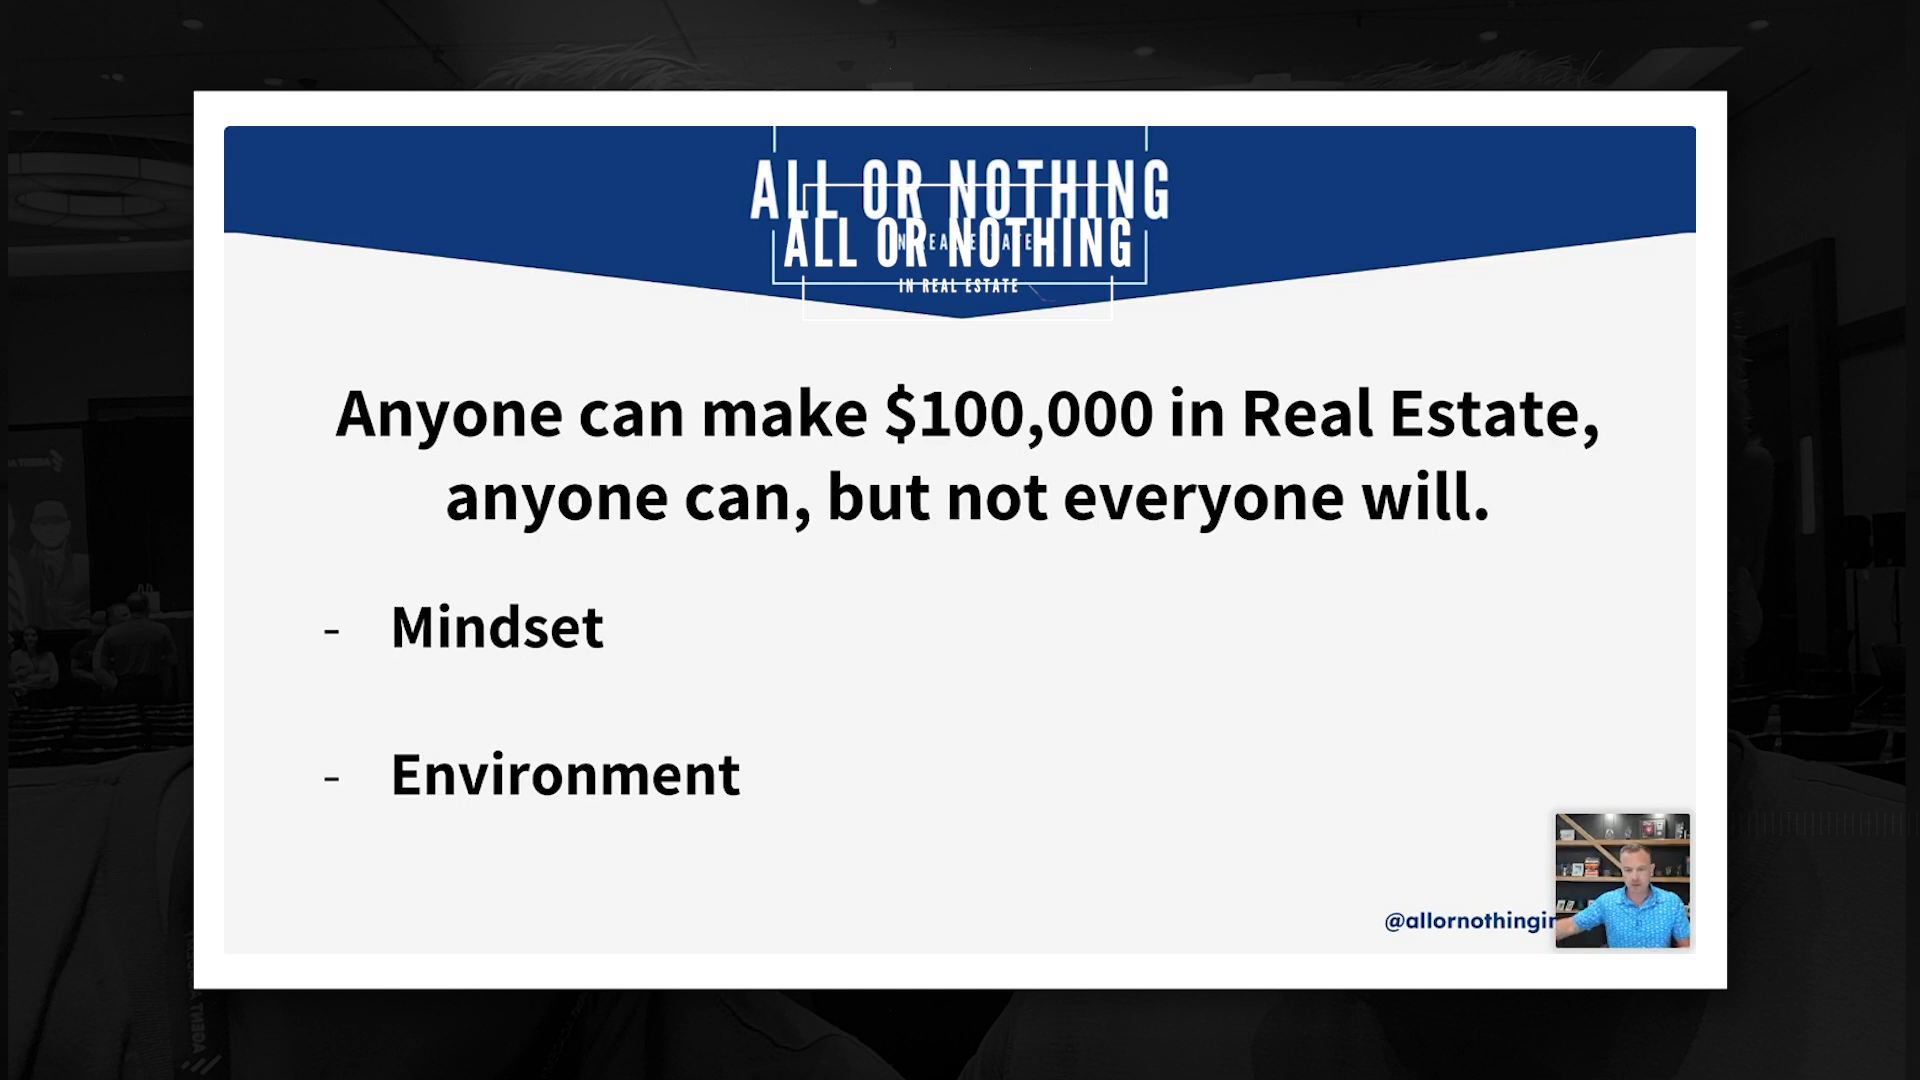 ALL OR NOTHING
ALL OR NOTHING
IN REAL ESTATE
Anyone can make $100,000 in Real Estate,
anyone can, but not everyone will.
- Mindset
- Environment
@allornothingin